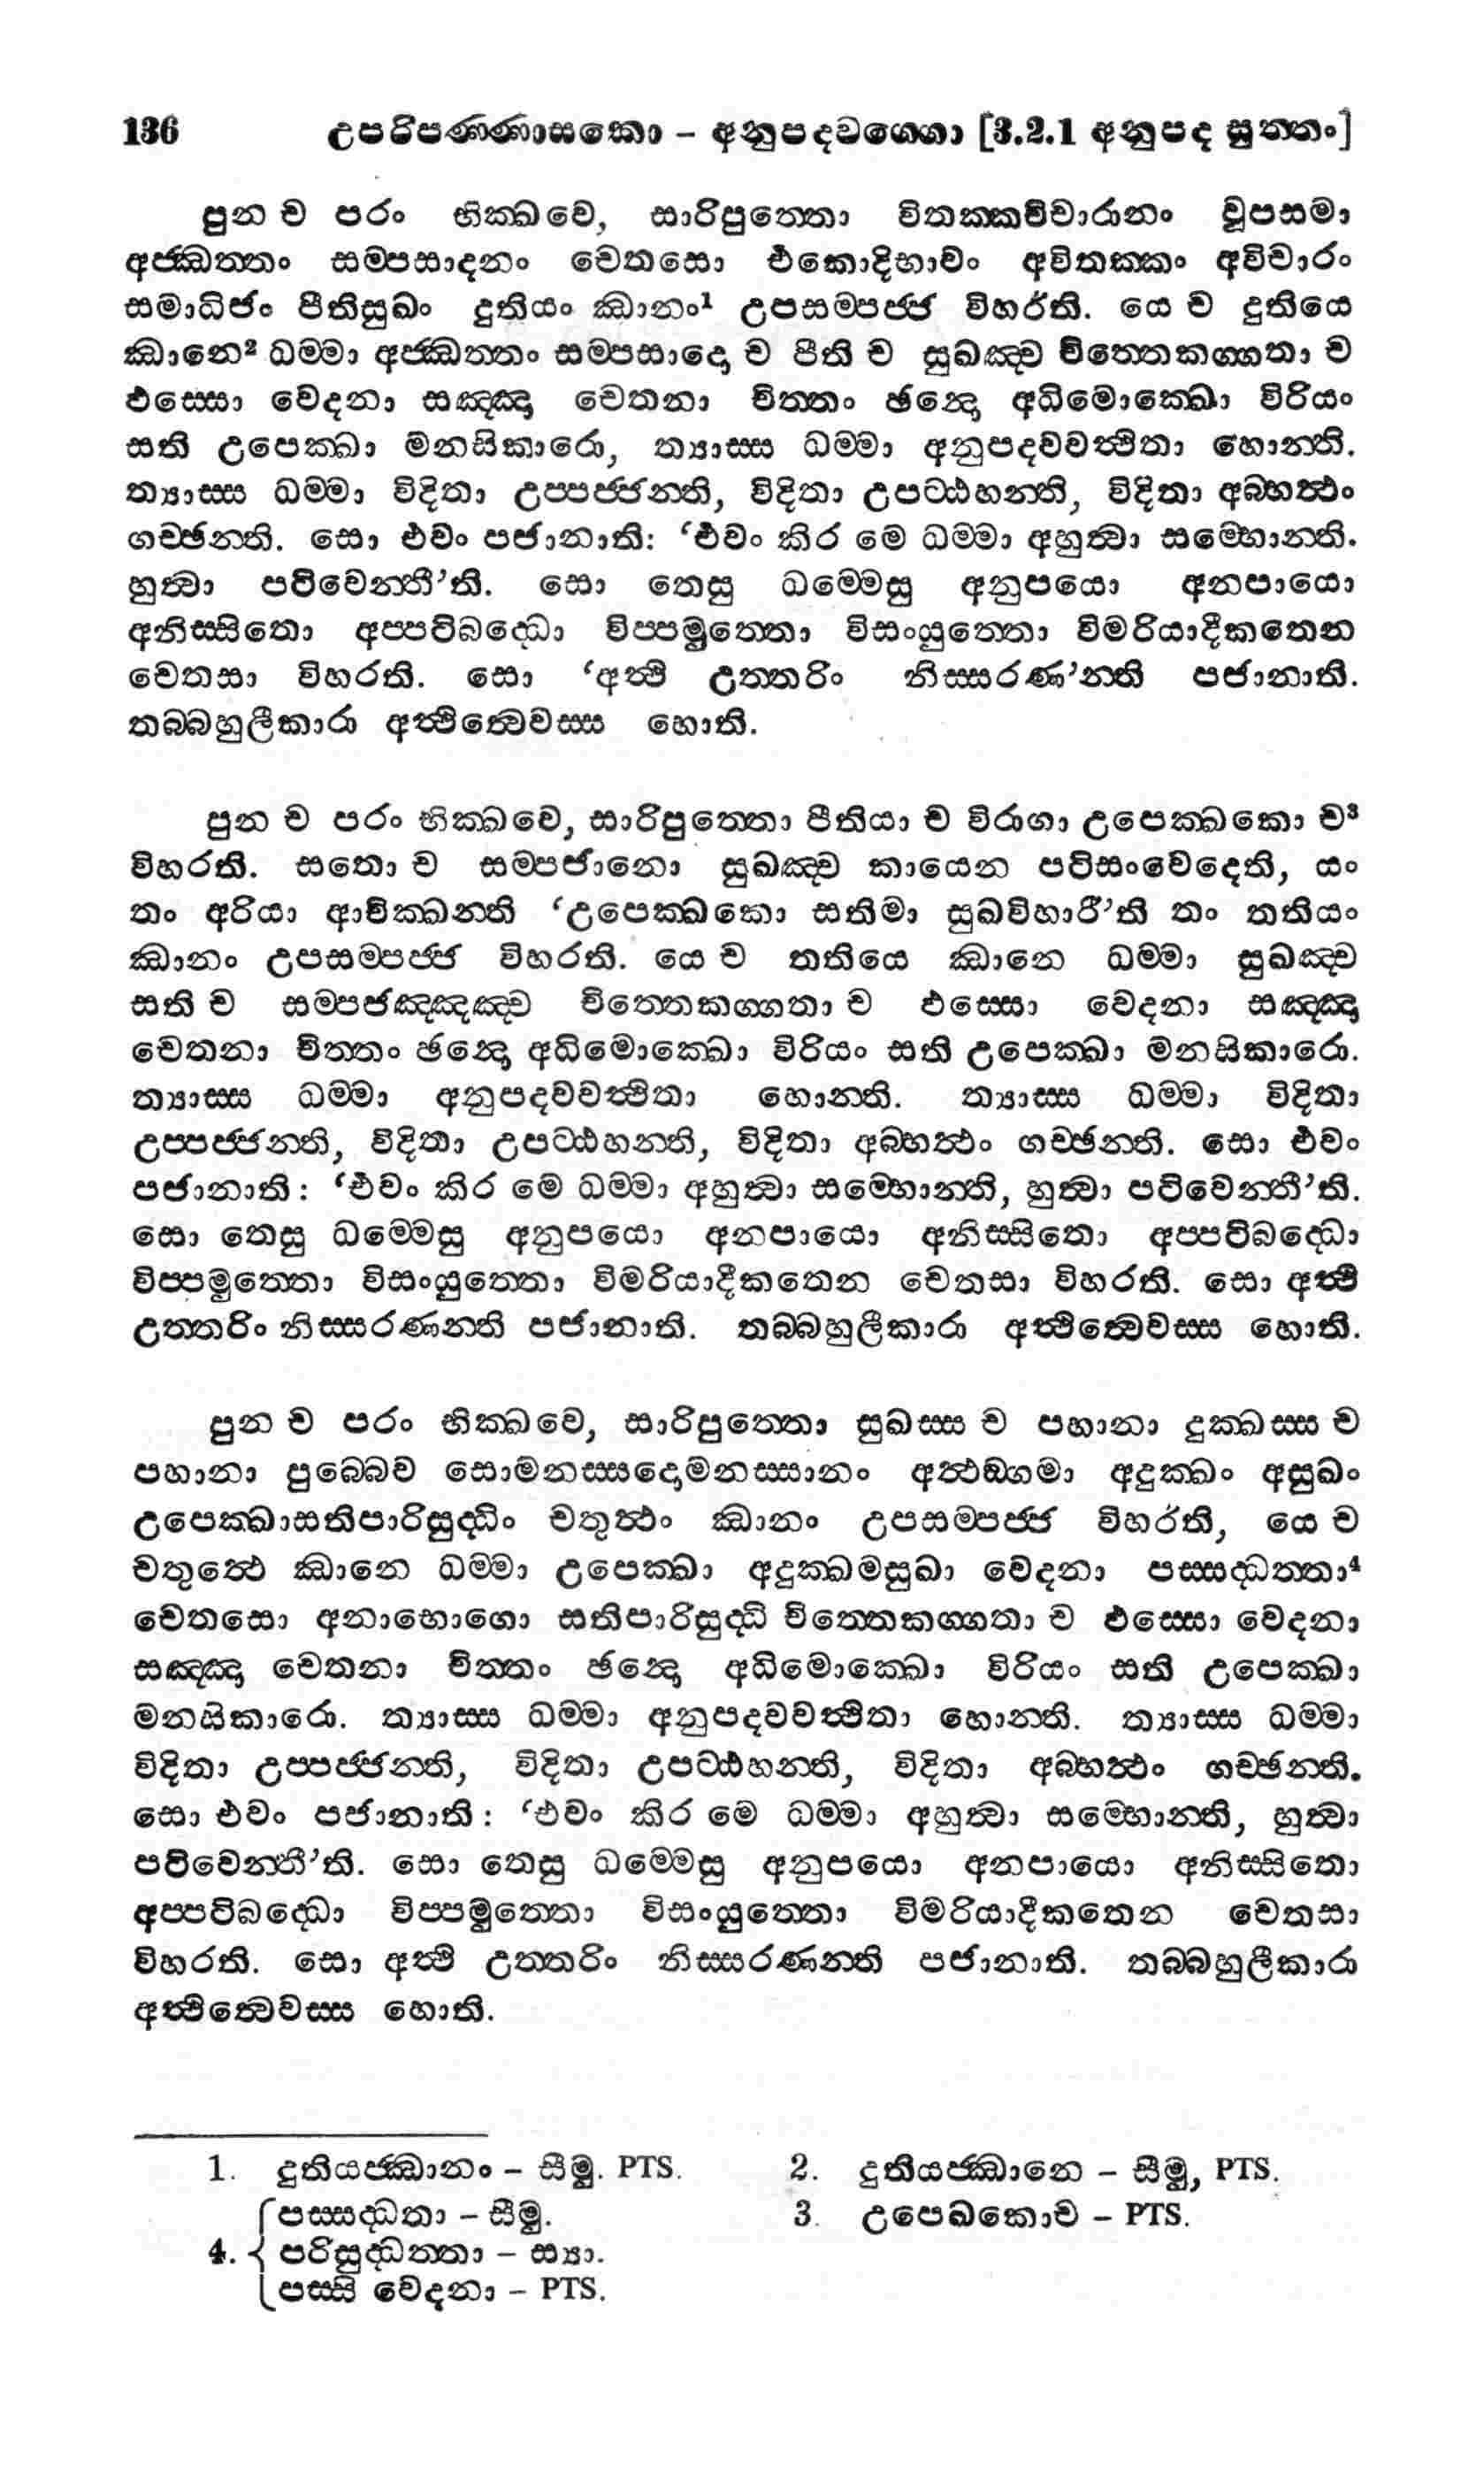 136 උපරිපණ්ණාසකො – අනුපදවග්ගො [3.2.1 අනුපද සුත්තං]
පුන ච පරං භික්ඛවෙ, සාරිපුත්තො විතක්කවිචාරානං වූපසමා
අජ්ඣත්තං සම්පසාදනං චෙතසො එකොදිභාවං අවිතක්කං අවිචාරං
සමාධිජං පීතිසුඛං දුතියං ඣානං¹ උපසම්පජ්ජ විහරති. යෙ ච දුතියෙ
ඣානෙ² ධම්මා අජ්ඣත්තං සම්පසාදො ච පීති ච සුඛඤ්ච චිත්තෙකග්ගතා ච
ඵස්සො වේදනා සඤ්ඤා චෙතනා චිත්තං ඡන්දො අධිමොක්ඛො විරියං
සති උපෙක්ඛා මනසිකාරො, ත්‍යාස්ස ධම්මා අනුපදවවත්ථිතා හොන්ති.
ත්‍යාස්ස ධම්මා විදිතා උප්පජ්ජන්ති, විදිතා උපට්ඨහන්ති, විදිතා අබ්භත්ථං
ගච්ඡන්ති. සො එවං පජානාති: ‘එවං කිර මෙ ධම්මා අහුත්වා සම්භොන්ති.
හුත්වා පටිවෙන්තී’ති. සො තෙසු ධම්මෙසු අනුපයො අනපායො
අනිස්සිතො අප්පටිබද්ධො විප්පමුත්තො විසංයුත්තො විමරියාදීකතෙන
චෙතසා විහරති. සො ‘අත්ථි උත්තරිං නිස්සරණ’න්ති පජානාති.
තබ්බහුලීකාරා අත්ථිත්වෙවස්ස හොති.
පුන ච පරං භික්ඛවෙ, සාරිපුත්තො පීතියා ච විරාගා උපෙක්ඛකො ච³
විහරති. සතො ච සම්පජානො සුඛඤ්ච කායෙන පටිසංවෙදෙති, යං
තං අරියා ආචික්ඛන්ති ‘උපෙක්ඛකො සතිමා සුඛවිහාරී’ති තං තතියං
ඣානං උපසම්පජ්ජ විහරති. යෙ ච තතියෙ ඣානෙ ධම්මා සුඛඤ්ච
සති ච සම්පජඤ්ඤඤ්ච චිත්තෙකග්ගතා ච ඵස්සො වෙදනා සඤ්ඤා
චෙතනා චිත්තං ඡන්දො අධිමොක්ඛො විරියං සති උපෙක්ඛා මනසිකාරො.
ත්‍යාස්ස ධම්මා අනුපදවවත්ථිතා හොන්ති. ත්‍යාස්ස ධම්මා විදිතා
උප්පජ්ජන්ති, විදිතා උපට්ඨහන්ති, විදිතා අබ්භත්ථං ගච්ඡන්ති. සො එවං
පජානාති: ‘එවං කිර මෙ ධම්මා අහුත්වා සම්භොන්ති, හුත්වා පටිවෙන්තී’ති.
සො තෙසු ධම්මෙසු අනුපයො අනපායො අනිස්සිතො අප්පටිබද්ධො
විප්පමුත්තො විසංයුත්තො විමරියාදීකතෙන චෙතසා විහරති. සො අත්ථි
උත්තරිං නිස්සරණන්ති පජානාති. තබ්බහුලීකාරා අත්ථිත්වෙවස්ස හොති.
පුන ච පරං භික්ඛවෙ, සාරිපුත්තො සුඛස්ස ච පහානා දුක්ඛස්ස ච
පහානා පුබ්බෙව සොමනස්සදොමනස්සානං අත්ථඞ්ගමා අදුක්ඛං අසුඛං
උපෙක්ඛාසතිපාරිසුද්ධිං චතුත්ථං ඣානං උපසම්පජ්ජ විහරති, යෙ ච
චතුත්ථෙ ඣානෙ ධම්මා උපෙක්ඛා අදුක්ඛමසුඛා වෙදනා පස්සද්ධත්තා⁴
චෙතසො අනාභොගො සතිපාරිසුද්ධි චිත්තෙකග්ගතා ච ඵස්සො වෙදනා
සඤ්ඤා චෙතනා චිත්තං ඡන්දො අධිමොක්ඛො විරියං සති උපෙක්ඛා
මනසිකාරො. ත්‍යාස්ස ධම්මා අනුපදවවත්ථිතා හොන්ති. ත්‍යාස්ස ධම්මා
විදිතා උප්පජ්ජන්ති, විදිතා උපට්ඨහන්ති, විදිතා අබ්භත්ථං ගච්ඡන්ති.
සො එවං පජානාති: ‘එවං කිර මෙ ධම්මා අහුත්වා සම්භොන්ති, හුත්වා
පටිවෙන්තී’ති. සො තෙසු ධම්මෙසු අනුපයො අනපායො අනිස්සිතො
අප්පටිබද්ධො විප්පමුත්තො විසංයුත්තො විමරියාදීකතෙන චෙතසා
විහරති. සො අත්ථි උත්තරිං නිස්සරණන්ති පජානාති. තබ්බහුලීකාරා
අත්ථිත්වෙවස්ස හොති.
1. දුතියජ්ඣානං – සීමු. PTS. 2. දුතියජ්ඣානෙ – සීමු, PTS.
3. උපෙඛකොච – PTS.
4. { පස්සද්ධතා – සීමු.
පරිසුද්ධත්තා – ස්‍යා.
පස්සි වෙදනා – PTS.